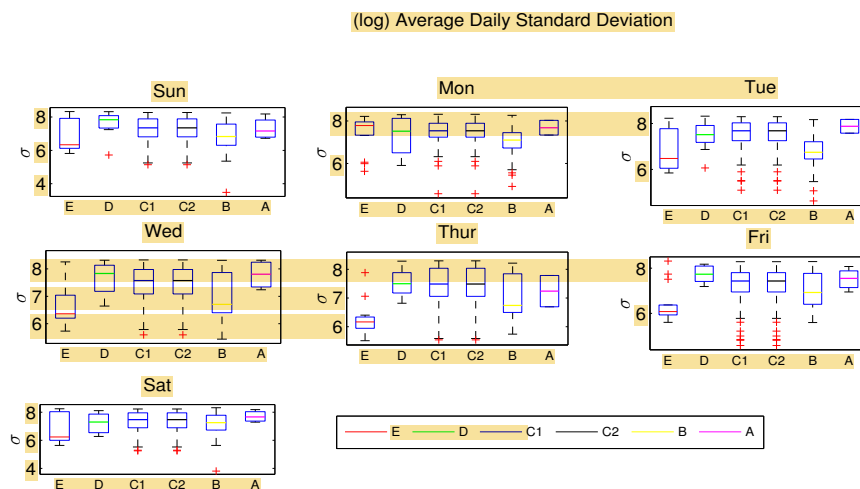 (log) Average Daily Standard Deviation
Sun
Mon
Tue
8
6
4
σ
E D C1 C2 B A
8
6
σ
E D C1 C2 B A
8
6
σ
E D C1 C2 B A
Wed
Thur
Fri
8
7
6
σ
E D C1 C2 B A
8
7
6
σ
E D C1 C2 B A
8
6
σ
E D C1 C2 B A
Sat
8
6
4
σ
E D C1 C2 B A
E D C1 C2 B A